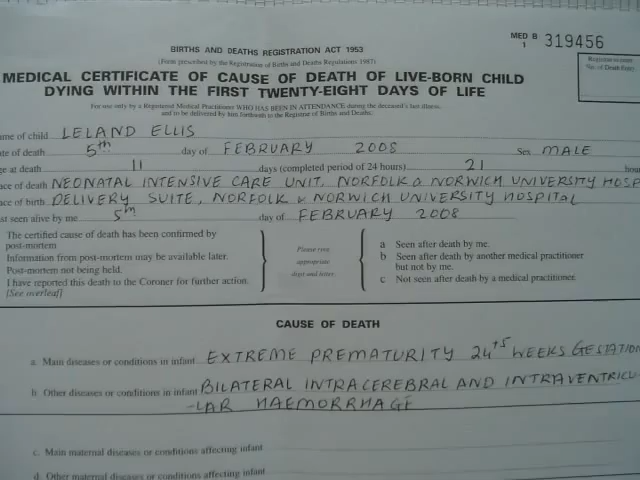 BIRTHS AND DEATHS REGISTRATION ACT 1953
MED B 1 319456
(Form prescribed by the Registration of Births and Deaths Regulations 1987)
Registrar to enter
No. of Death Entry
MEDICAL CERTIFICATE OF CAUSE OF DEATH OF LIVE-BORN CHILD
DYING WITHIN THE FIRST TWENTY-EIGHT DAYS OF LIFE
For use only by a Registered Medical Practitioner WHO HAS BEEN IN ATTENDANCE during the deceased's last illness,
and to be delivered by him forthwith to the Registrar of Births and Deaths.
ame of child LELAND ELLIS
ate of death 5th day of FEBRUARY 2008 Sex MALE
ge at death 11 days (completed period of 24 hours) 21 hour
ace of death NEONATAL INTENSIVE CARE UNIT, NORFOLK & NORWICH UNIVERSITY HOSP
ace of birth DELIVERY SUITE, NORFOLK & NORWICH UNIVERSITY HOSPITAL
st seen alive by me 5th day of FEBRUARY 2008
The certified cause of death has been confirmed by
post-mortem
Information from post-mortem may be available later.
Post-mortem not being held.
I have reported this death to the Coroner for further action.
[See overleaf]
Please ring
appropriate
digit and letter.
a Seen after death by me.
b Seen after death by another medical practitioner
but not by me.
c Not seen after death by a medical practitioner.
CAUSE OF DEATH
a. Main diseases or conditions in infant EXTREME PREMATURITY 24+5 WEEKS GESTATION
b. Other diseases or conditions in infant BILATERAL INTRACEREBRAL AND INTRAVENTRICU-
-LAR HAEMORRHAGE
c. Main maternal diseases or conditions affecting infant
d. Other maternal diseases or conditions affecting infant